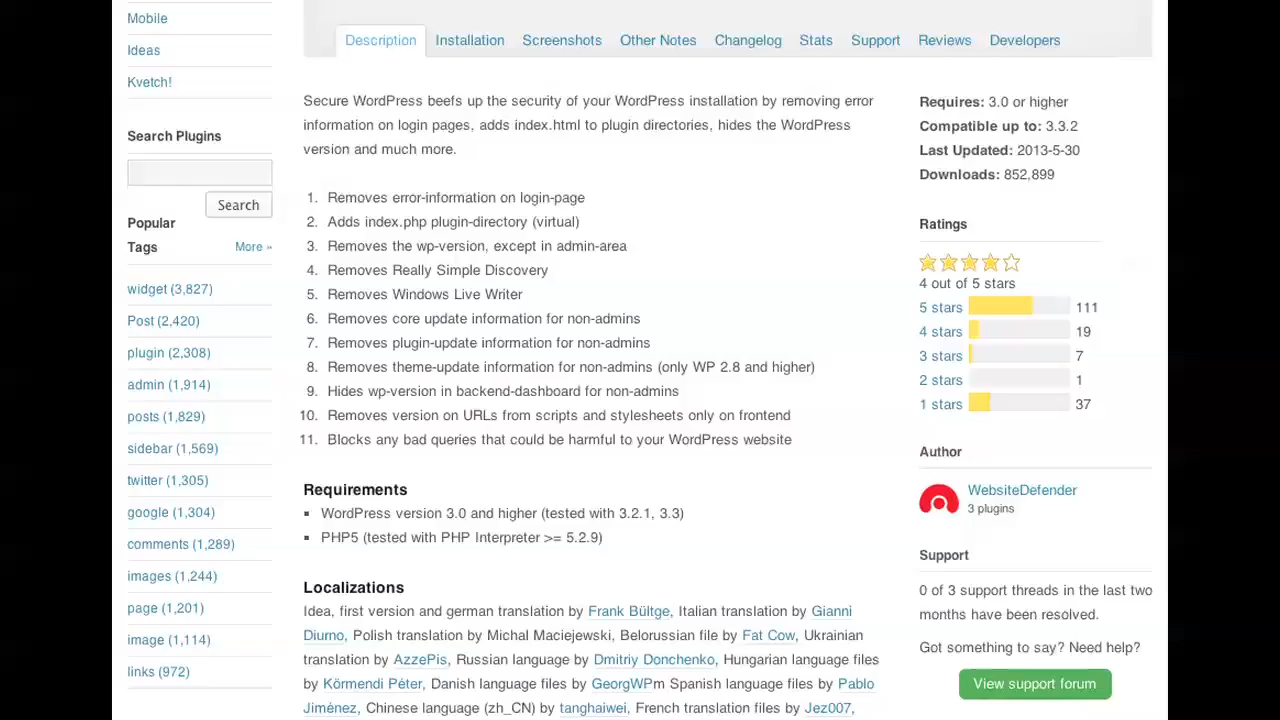 Mobile
Ideas
Kvetch!
Search Plugins
Search
Popular
Tags
More »
widget (3,827)
Post (2,420)
plugin (2,308)
admin (1,914)
posts (1,829)
sidebar (1,569)
twitter (1,305)
google (1,304)
comments (1,289)
images (1,244)
page (1,201)
image (1,114)
links (972)
Description Installation Screenshots Other Notes Changelog Stats Support Reviews Developers
Secure WordPress beefs up the security of your WordPress installation by removing error
information on login pages, adds index.html to plugin directories, hides the WordPress
version and much more.
1. Removes error-information on login-page
2. Adds index.php plugin-directory (virtual)
3. Removes the wp-version, except in admin-area
4. Removes Really Simple Discovery
5. Removes Windows Live Writer
6. Removes core update information for non-admins
7. Removes plugin-update information for non-admins
8. Removes theme-update information for non-admins (only WP 2.8 and higher)
9. Hides wp-version in backend-dashboard for non-admins
10. Removes version on URLs from scripts and stylesheets only on frontend
11. Blocks any bad queries that could be harmful to your WordPress website
Requirements
▪ WordPress version 3.0 and higher (tested with 3.2.1, 3.3)
▪ PHP5 (tested with PHP Interpreter >= 5.2.9)
Localizations
Idea, first version and german translation by Frank Bültge, Italian translation by Gianni
Diurno, Polish translation by Michal Maciejewski, Belorussian file by Fat Cow, Ukrainian
translation by AzzePis, Russian language by Dmitriy Donchenko, Hungarian language files
by Körmendi Péter, Danish language files by GeorgWPm Spanish language files by Pablo
Jiménez, Chinese language (zh_CN) by tanghaiwei, French translation files by Jez007,
Requires: 3.0 or higher
Compatible up to: 3.3.2
Last Updated: 2013-5-30
Downloads: 852,899
Ratings
4 out of 5 stars
5 stars 111
4 stars 19
3 stars 7
2 stars 1
1 stars 37
Author
WebsiteDefender
3 plugins
Support
0 of 3 support threads in the last two
months have been resolved.
Got something to say? Need help?
View support forum